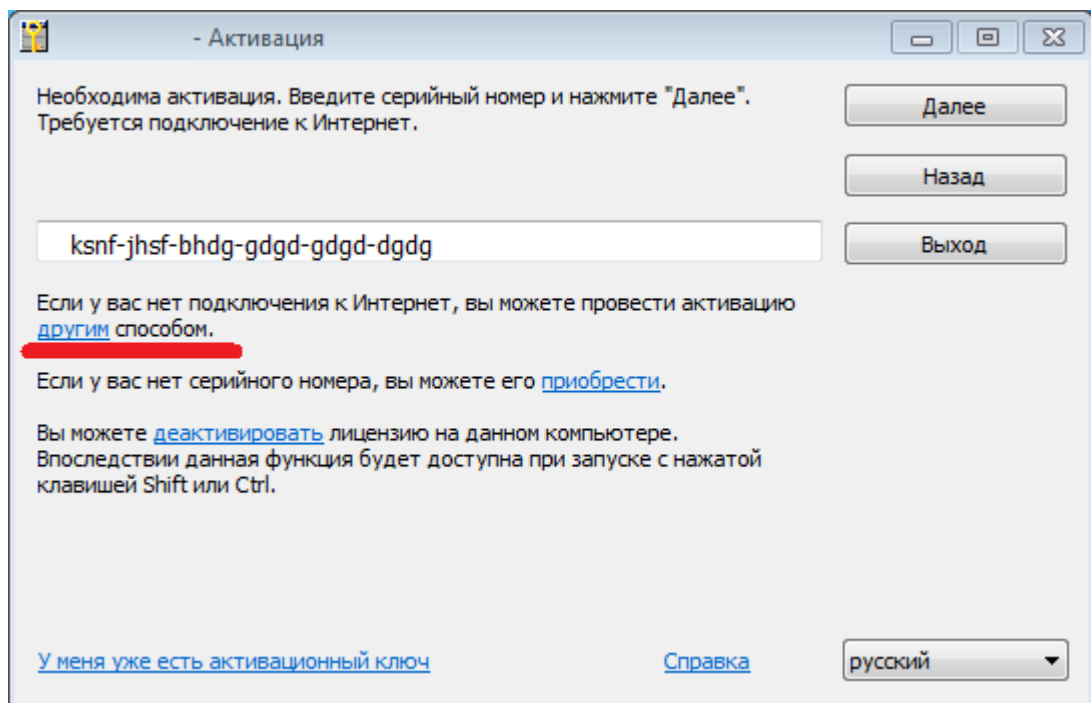 - Активация
Необходима активация. Введите серийный номер и нажмите "Далее".
Требуется подключение к Интернет.
Далее
Назад
ksnf-jhsf-bhdg-gdgd-gdgd-dgdg
Выход
Если у вас нет подключения к Интернет, вы можете провести активацию
другим способом.
Если у вас нет серийного номера, вы можете его приобрести.
Вы можете деактивировать лицензию на данном компьютере.
Впоследствии данная функция будет доступна при запуске с нажатой
клавишей Shift или Ctrl.
У меня уже есть активационный ключ
Справка
русский